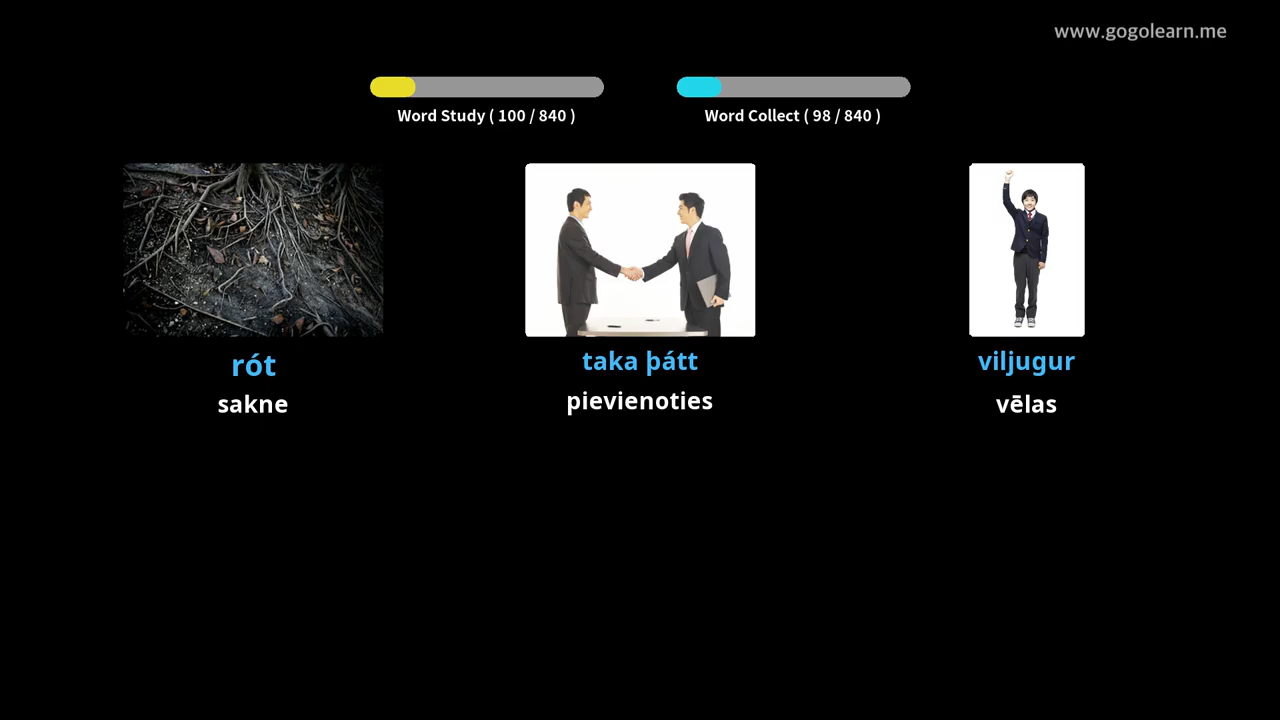 www.gogolearn.me
Word Study ( 100 / 840 )
Word Collect ( 98 / 840 )
rót
sakne
taka þátt
pievienoties
viljugur
vēlas